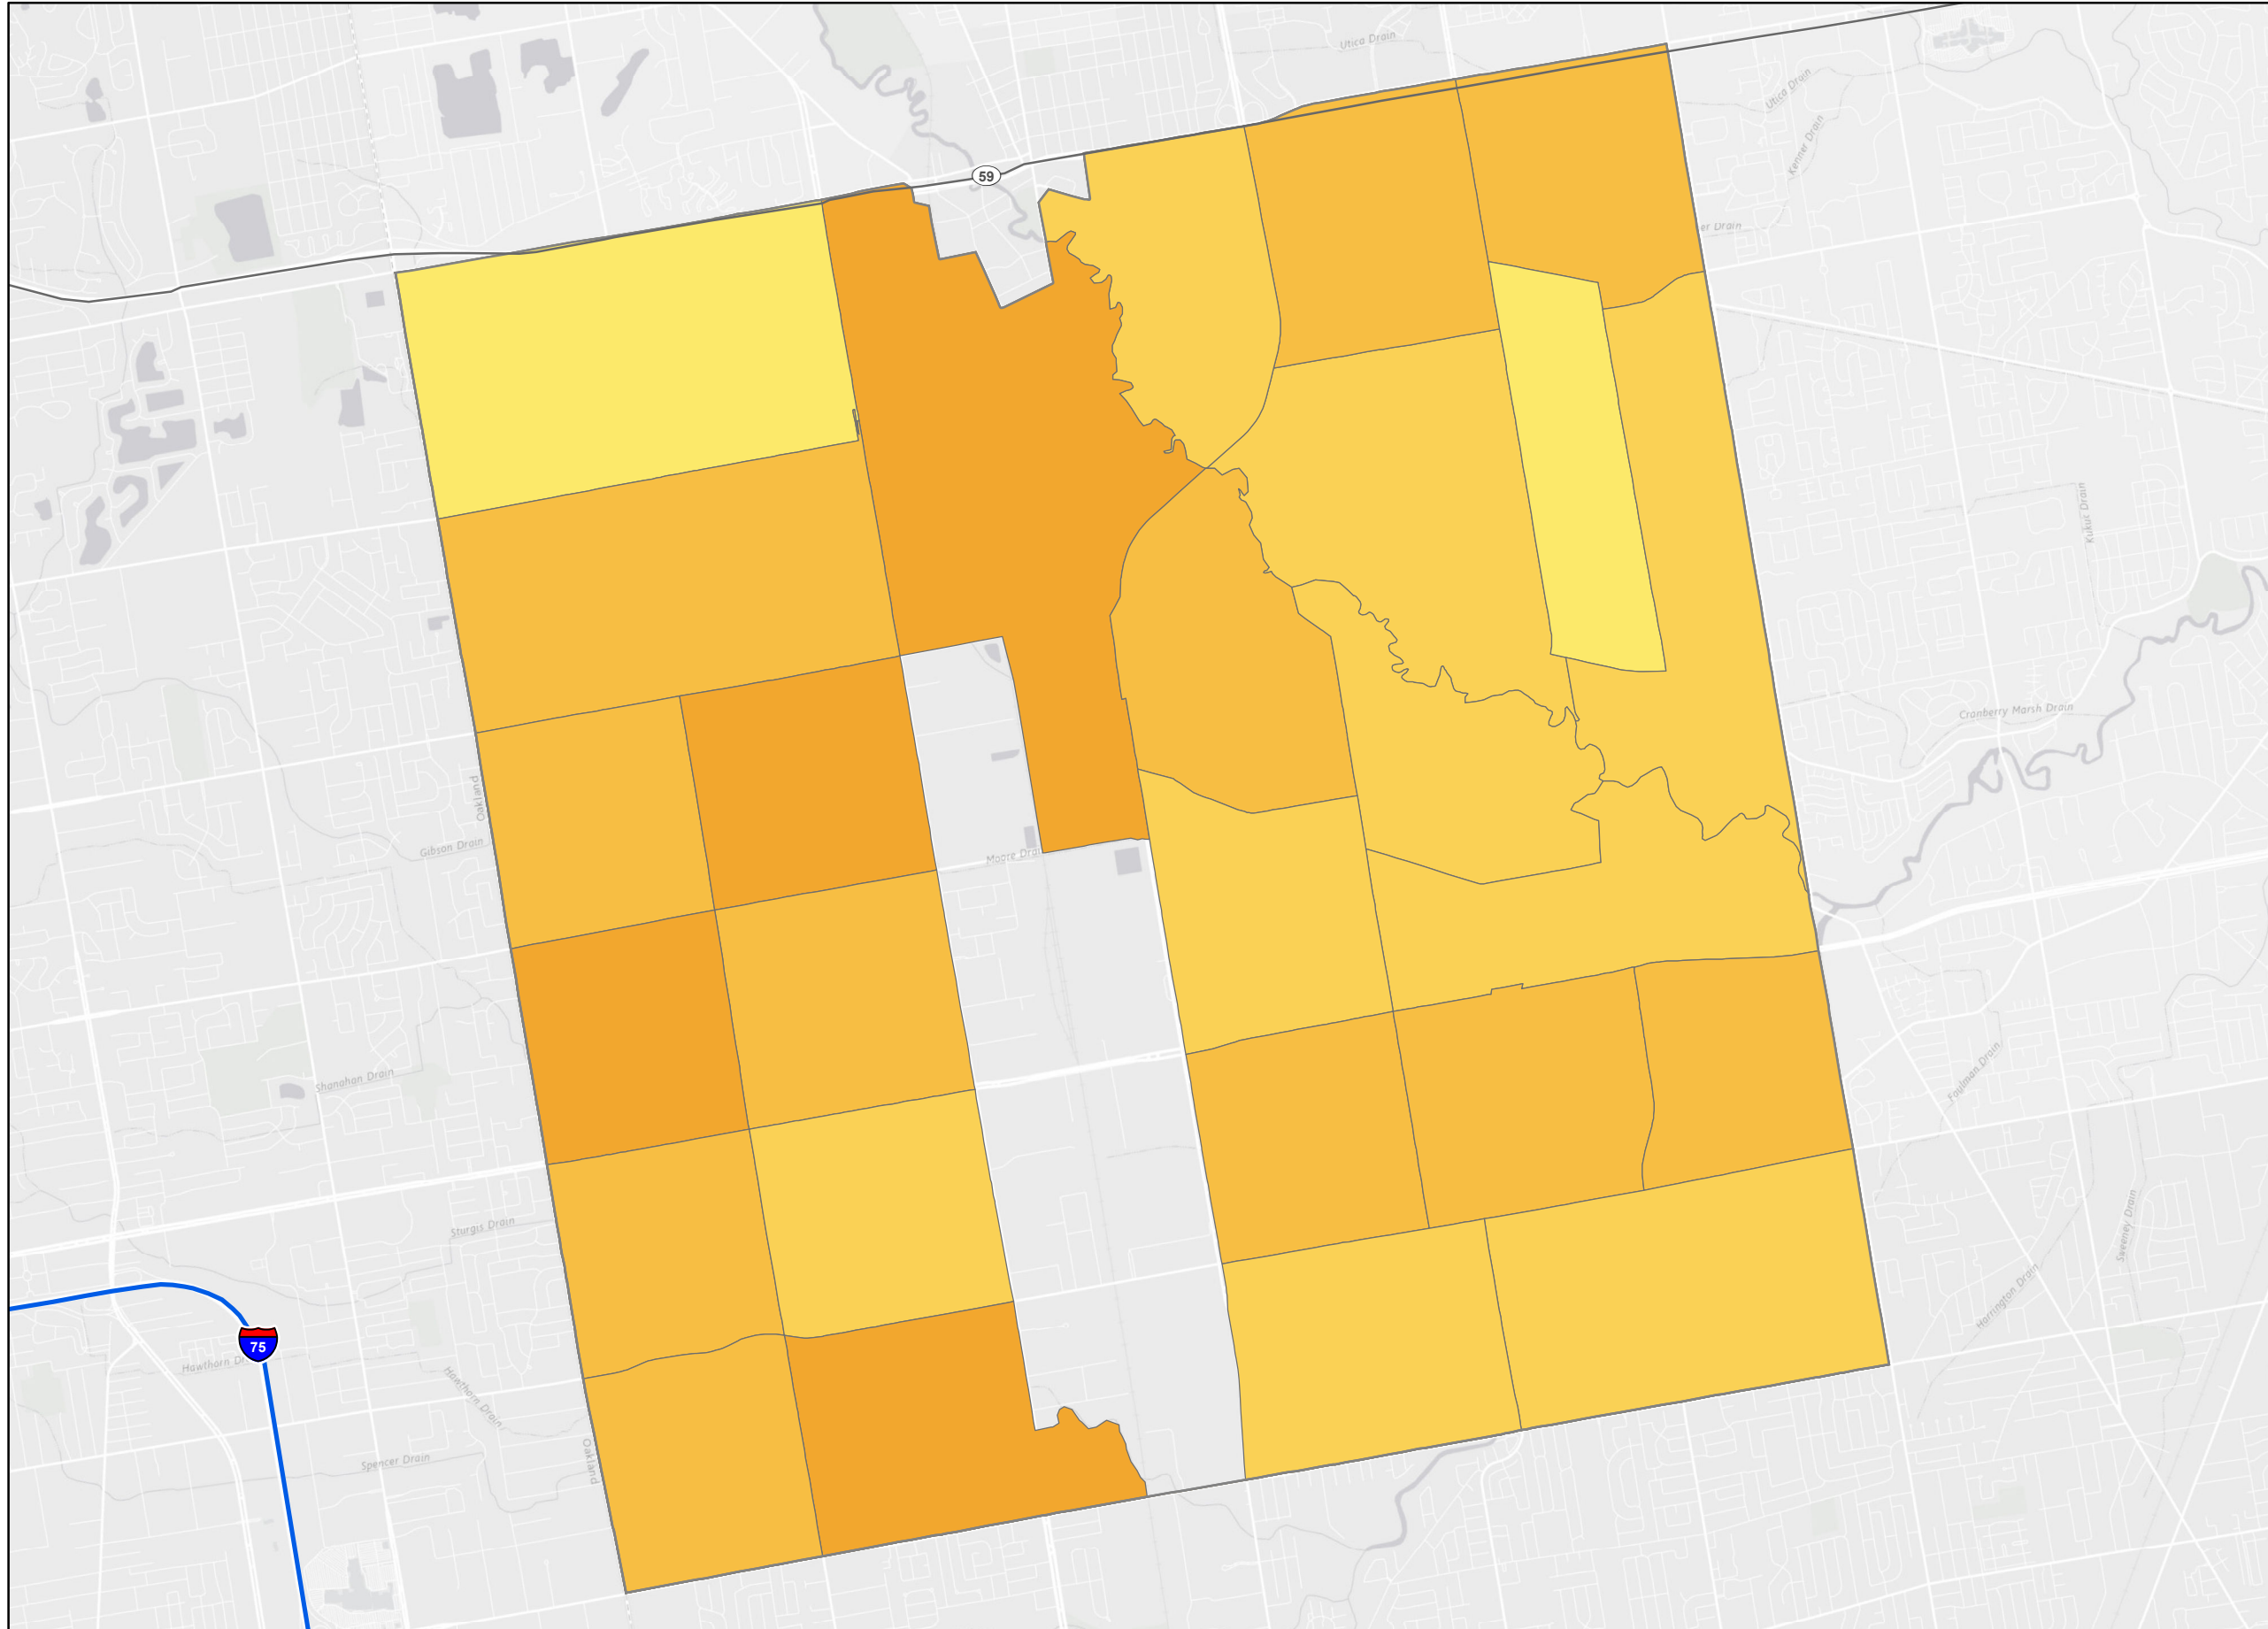 Utica Drain
Utica Drain
Kenner Drain
59
er Drain
Kukuk Drain
Cranberry Marsh Drain
Oakland
Gibson Drain
Moore Drai
Shanahan Drain
Faulman Drain
Sturgis Drain
Sweeney Drain
Harrington Drain
75
Hawthorn Dr
Hawthorn Drain
Oakland
Spencer Drain